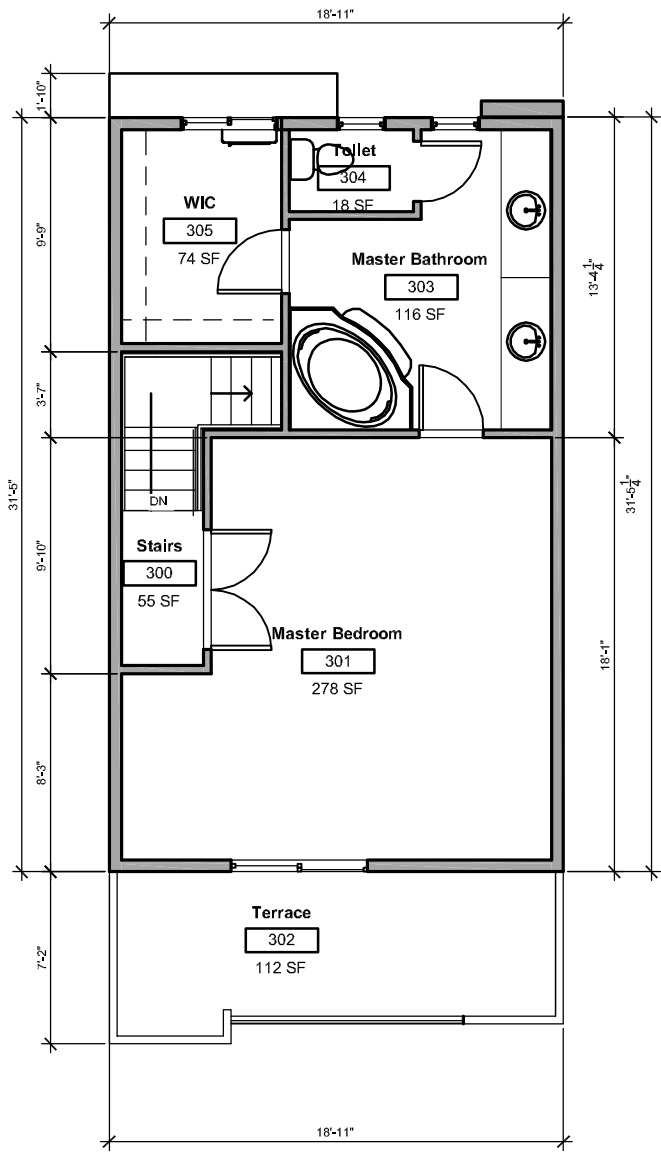 18'-11"
1'-10"
Toilet
304
18 SF
WIC
305
74 SF
9'-9"
Master Bathroom
303
116 SF
13'-4 1/4"
3'-7"
31'-5"
31'-5 1/4"
DN
9'-10"
Stairs
300
55 SF
Master Bedroom
301
278 SF
18'-1"
8'-3"
Terrace
302
112 SF
7'-2"
18'-11"